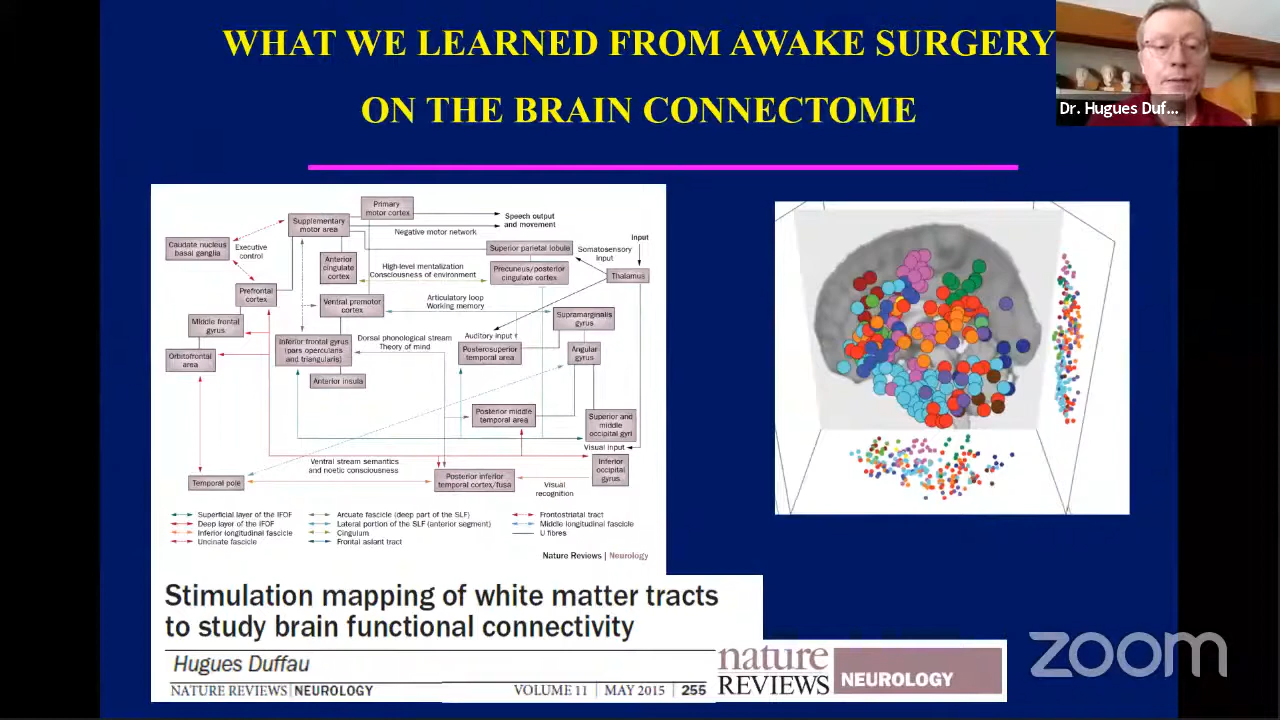 WHAT WE LEARNED FROM AWAKE SURGERY
ON THE BRAIN CONNECTOME
Dr. Hugues Duf...
Primary
motor cortex
Supplementary
motor area
Speech output
and movement
Negative motor network
Input
Caudate nucleus
basal ganglia
Executive
control
Anterior
cingulate
cortex
High-level mentalization
Consciousness of environment
Superior parietal lobule
Precuneus/posterior
cingulate cortex
Somatosensory
input
Thalamus
Prefrontal
cortex
Ventral premotor
cortex
Articulatory loop
Working memory
Supramarginalis
gyrus
Middle frontal
gyrus
Orbitofrontal
area
Inferior frontal gyrus
(pars opercularis
and triangularis)
Dorsal phonological stream
Theory of mind
Auditory input
Posterosuperior
temporal area
Angular
gyrus
Anterior insula
Posterior middle
temporal area
Superior and
middle
occipital gyri
Visual input
Ventral stream semantics
and noetic consciousness
Inferior
occipital
gyrus
Temporal pole
Posterior inferior
temporal cortex/fusa
Visual
recognition
Superficial layer of the IFOF
Deep layer of the IFOF
Inferior longitudinal fascicle
Uncinate fascicle
Arcuate fascicle (deep part of the SLF)
Lateral portion of the SLF (anterior segment)
Cingulum
Frontal aslant tract
Frontostriatal tract
Middle longitudinal fascicle
U fibres
Nature Reviews | Neurology
Stimulation mapping of white matter tracts
to study brain functional connectivity
Hugues Duffau
NATURE REVIEWS | NEUROLOGY VOLUME 11 | MAY 2015 | 255
nature
REVIEWS NEUROLOGY
zoom